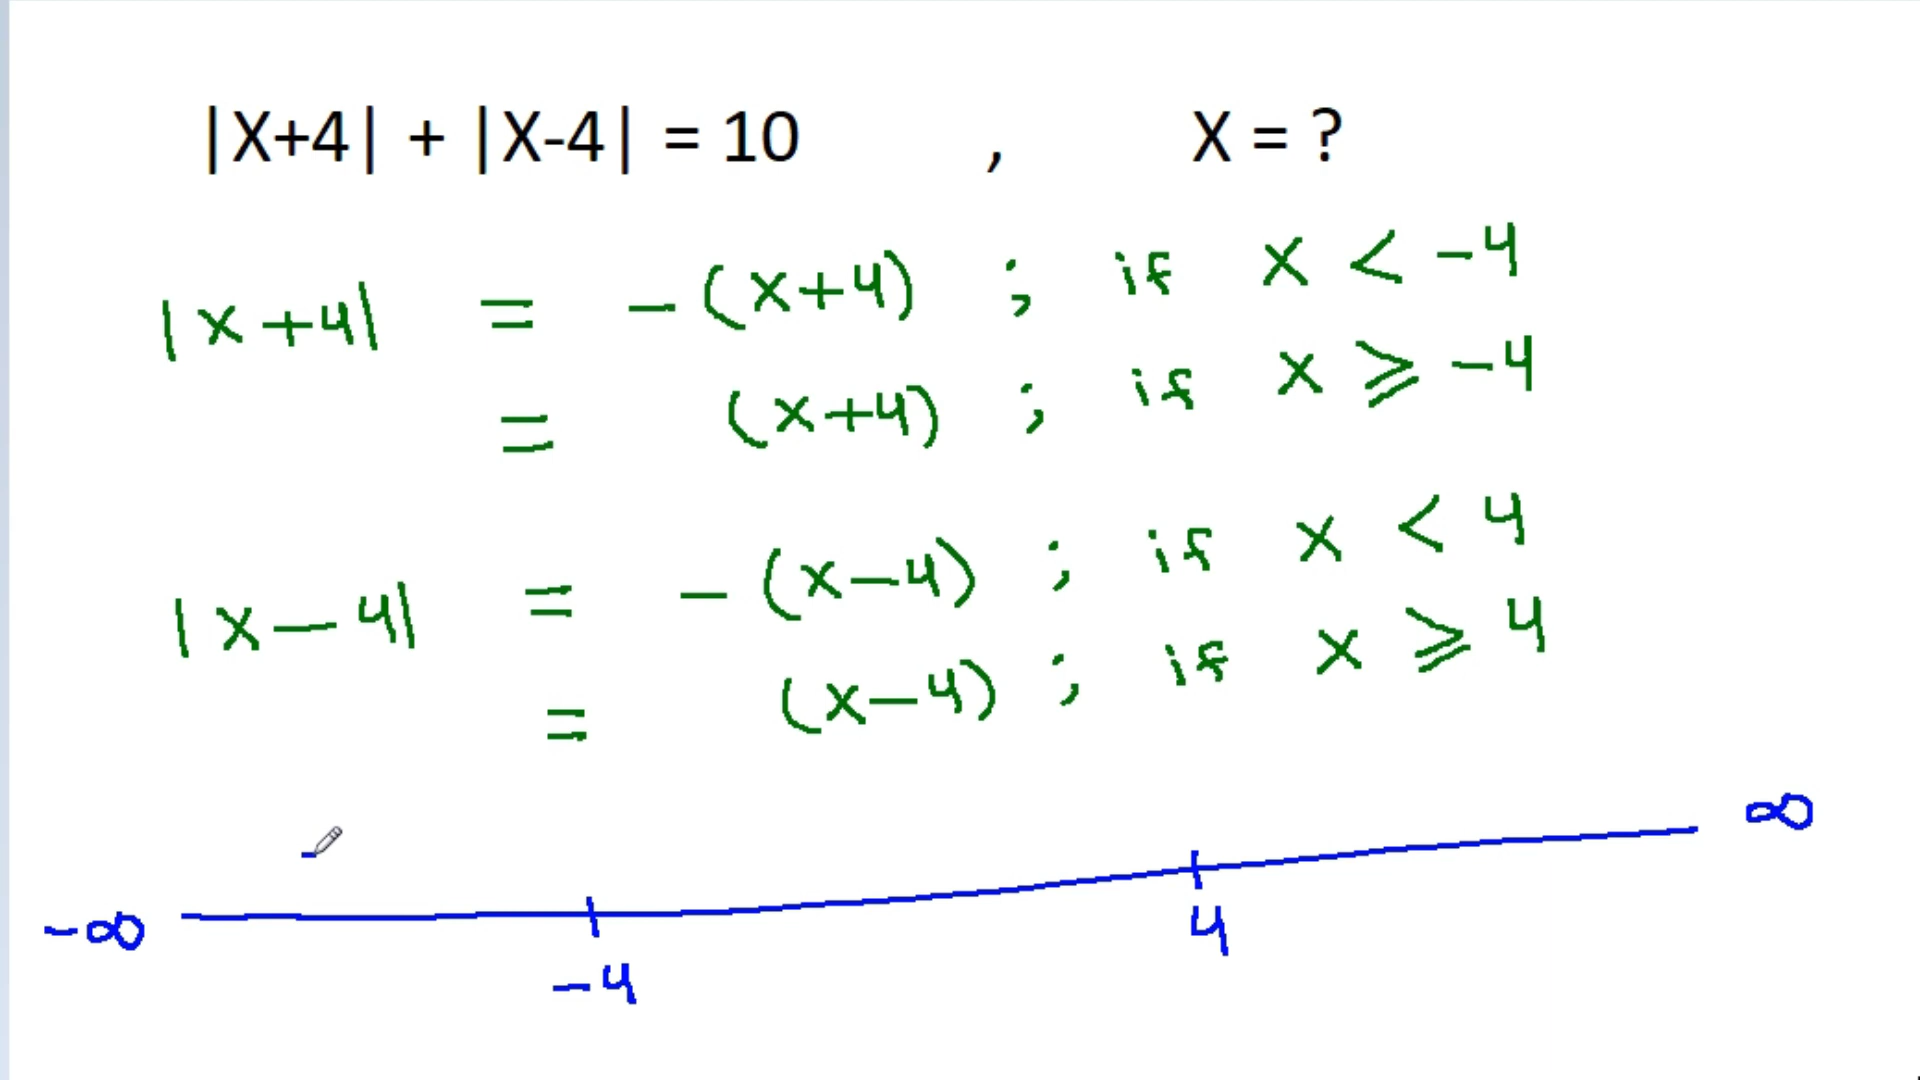 |X+4| + |X-4| = 10 , X = ?
|x+4| = -(x+4) ; if x < -4
= (x+4) ; if x ⩾ -4
|x-4| = -(x-4) ; if x < 4
= (x-4) ; if x ⩾ 4
-∞ -4 4 ∞